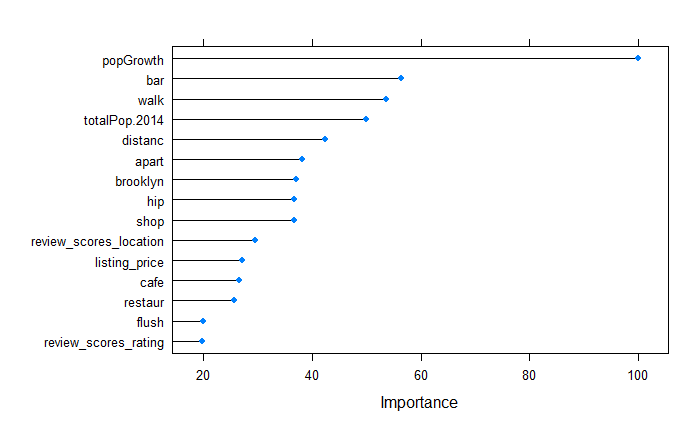 popGrowth
bar
walk
totalPop.2014
distanc
apart
brooklyn
hip
shop
review_scores_location
listing_price
cafe
restaur
flush
review_scores_rating
20 40 60 80 100
Importance